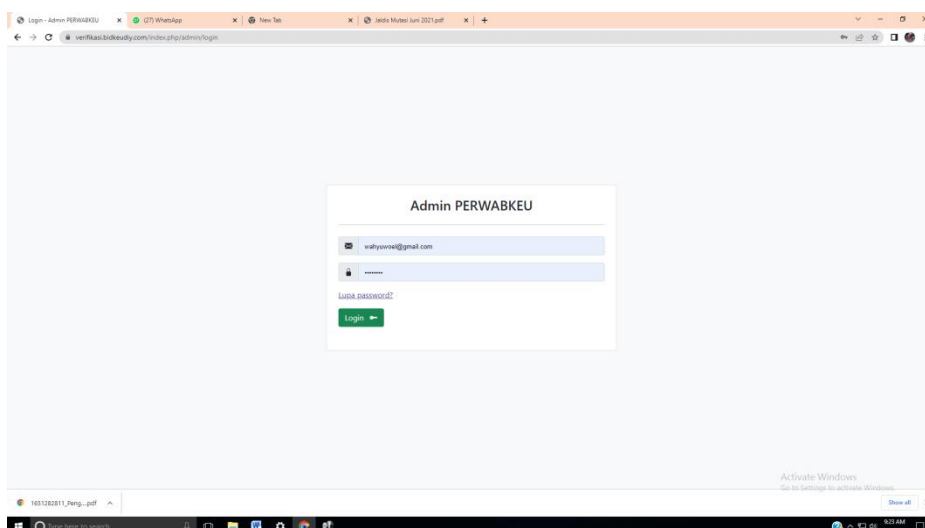 Login - Admin PERWABKEU
(27) WhatsApp
New Tab
Jaldis Mutasi Juni 2021.pdf
verifikasi.bidkeudiy.com/index.php/admin/login
Admin PERWABKEU
wahyuwoel@gmail.com
Lupa password?
Login
Activate Windows
Go to Settings to activate Windows.
1631282811_Peng....pdf
Show all
Type here to search
9:23 AM